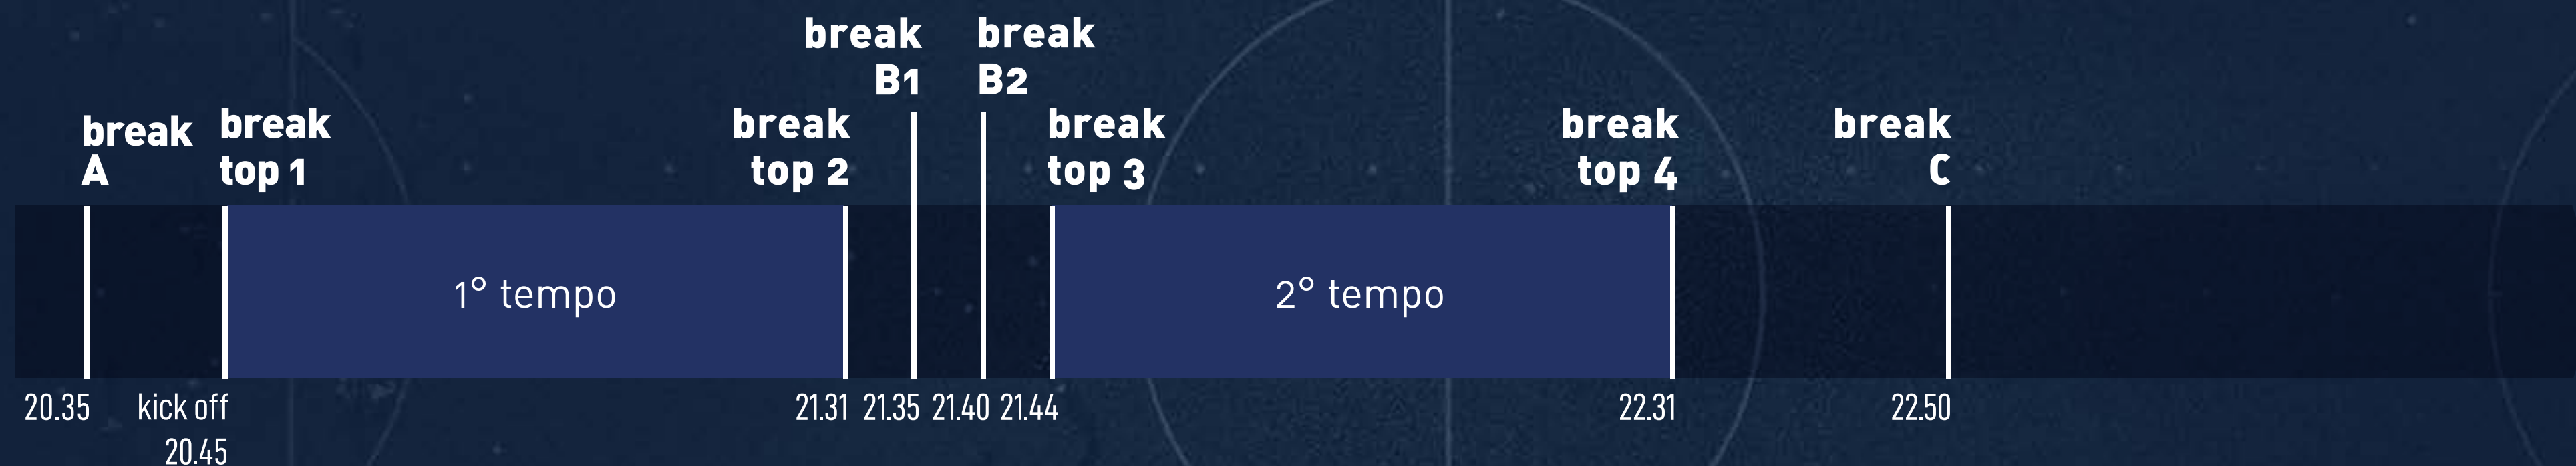 break
B1
break
B2
break
A
break
top 1
break
top 2
break
top 3
break
top 4
break
C
1° tempo
2° tempo
20.35
kick off
20.45
21.31
21.35
21.40
21.44
22.31
22.50